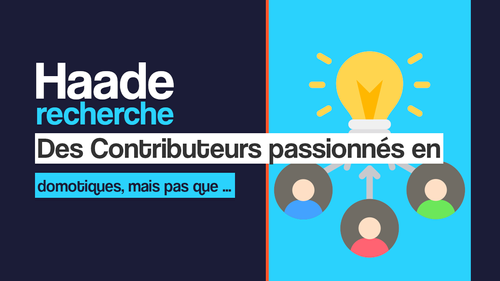 Haade
recherche
Des Contributeurs passionnés en
domotiques, mais pas que ...